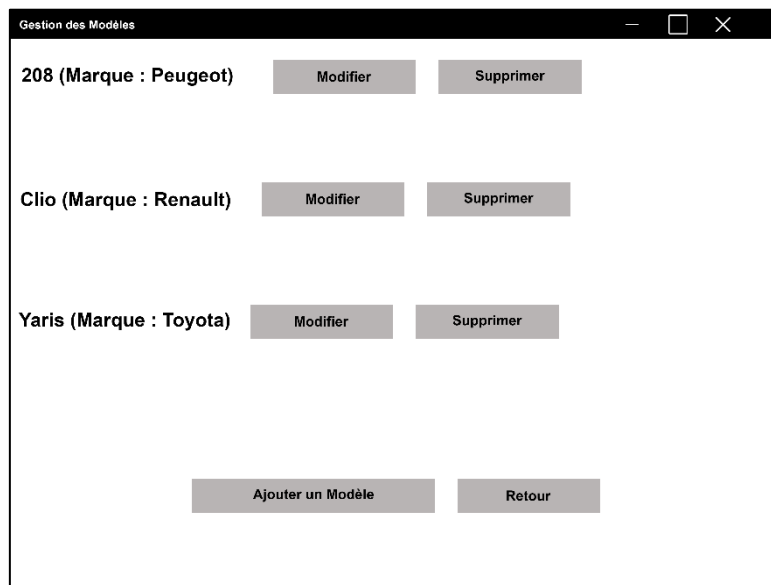 Gestion des Modèles
208 (Marque : Peugeot) Modifier Supprimer
Clio (Marque : Renault) Modifier Supprimer
Yaris (Marque : Toyota) Modifier Supprimer
Ajouter un Modèle Retour